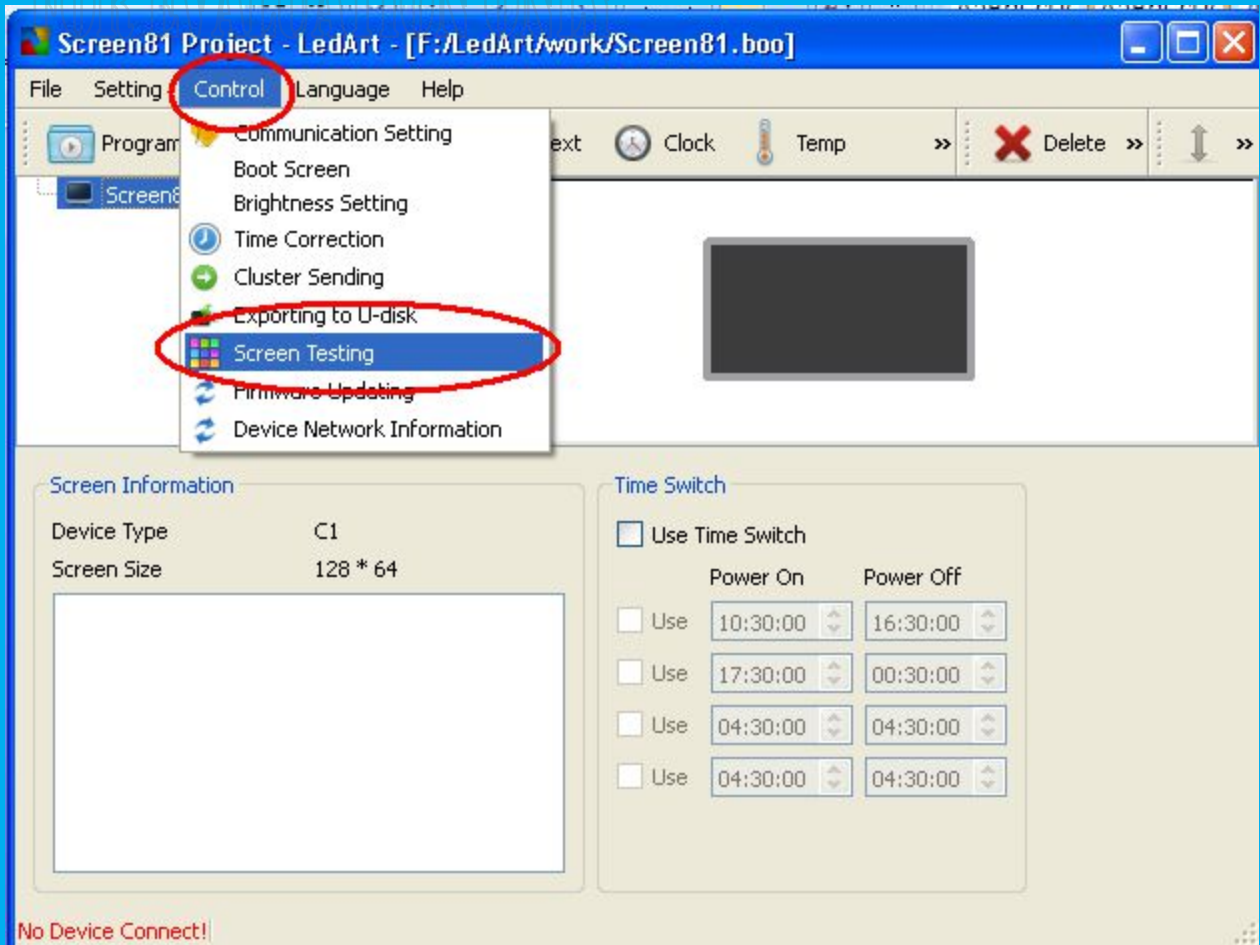 Screen81 Project - LedArt - [F:/LedArt/work/Screen81.boo]
File Setting Control Language Help
Program ext Clock Temp » Delete » »
Communication Setting
Boot Screen
Screen8
Brightness Setting
Time Correction
Cluster Sending
Exporting to U-disk
Screen Testing
Firmware Updating
Device Network Information
Screen Information
Device Type C1
Screen Size 128 * 64
Time Switch
Use Time Switch
Power On Power Off
Use 10:30:00 16:30:00
Use 17:30:00 00:30:00
Use 04:30:00 04:30:00
Use 04:30:00 04:30:00
No Device Connect!